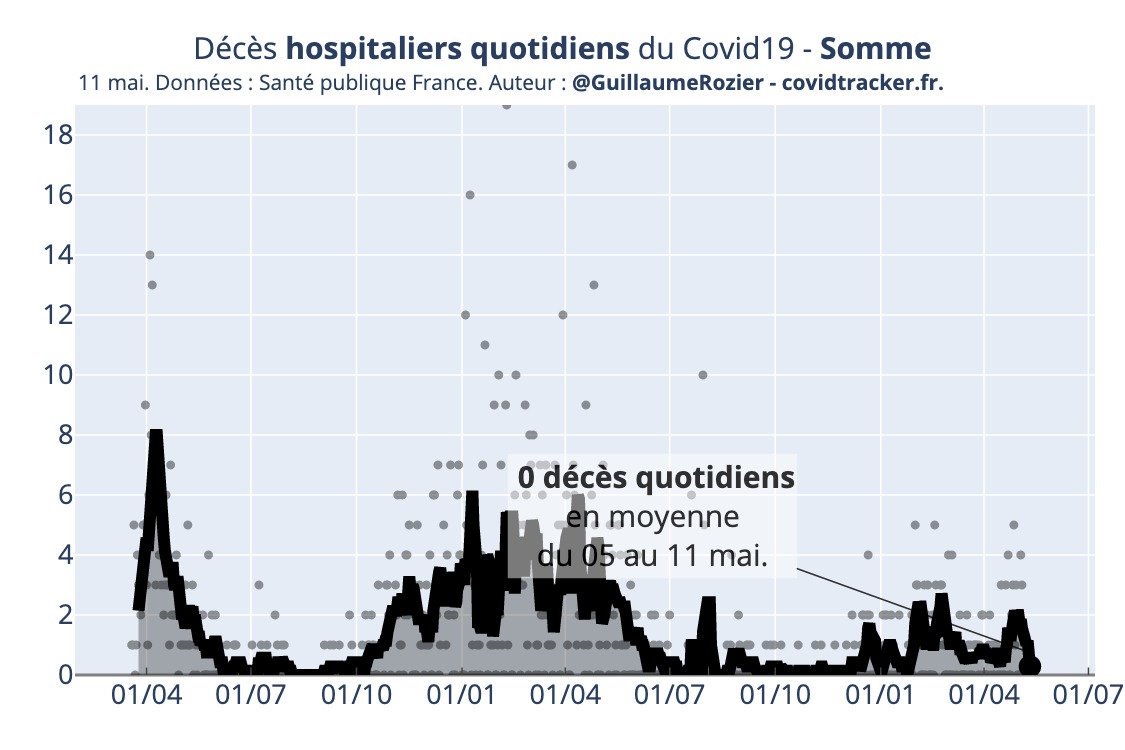 Décès hospitaliers quotidiens du Covid19 - Somme
11 mai. Données : Santé publique France. Auteur : @GuillaumeRozier - covidtracker.fr.
18
16
14
12
10
8
6
4
2
0
0 décès quotidiens
en moyenne
du 05 au 11 mai.
01/04 01/07 01/10 01/01 01/04 01/07 01/10 01/01 01/04 01/07